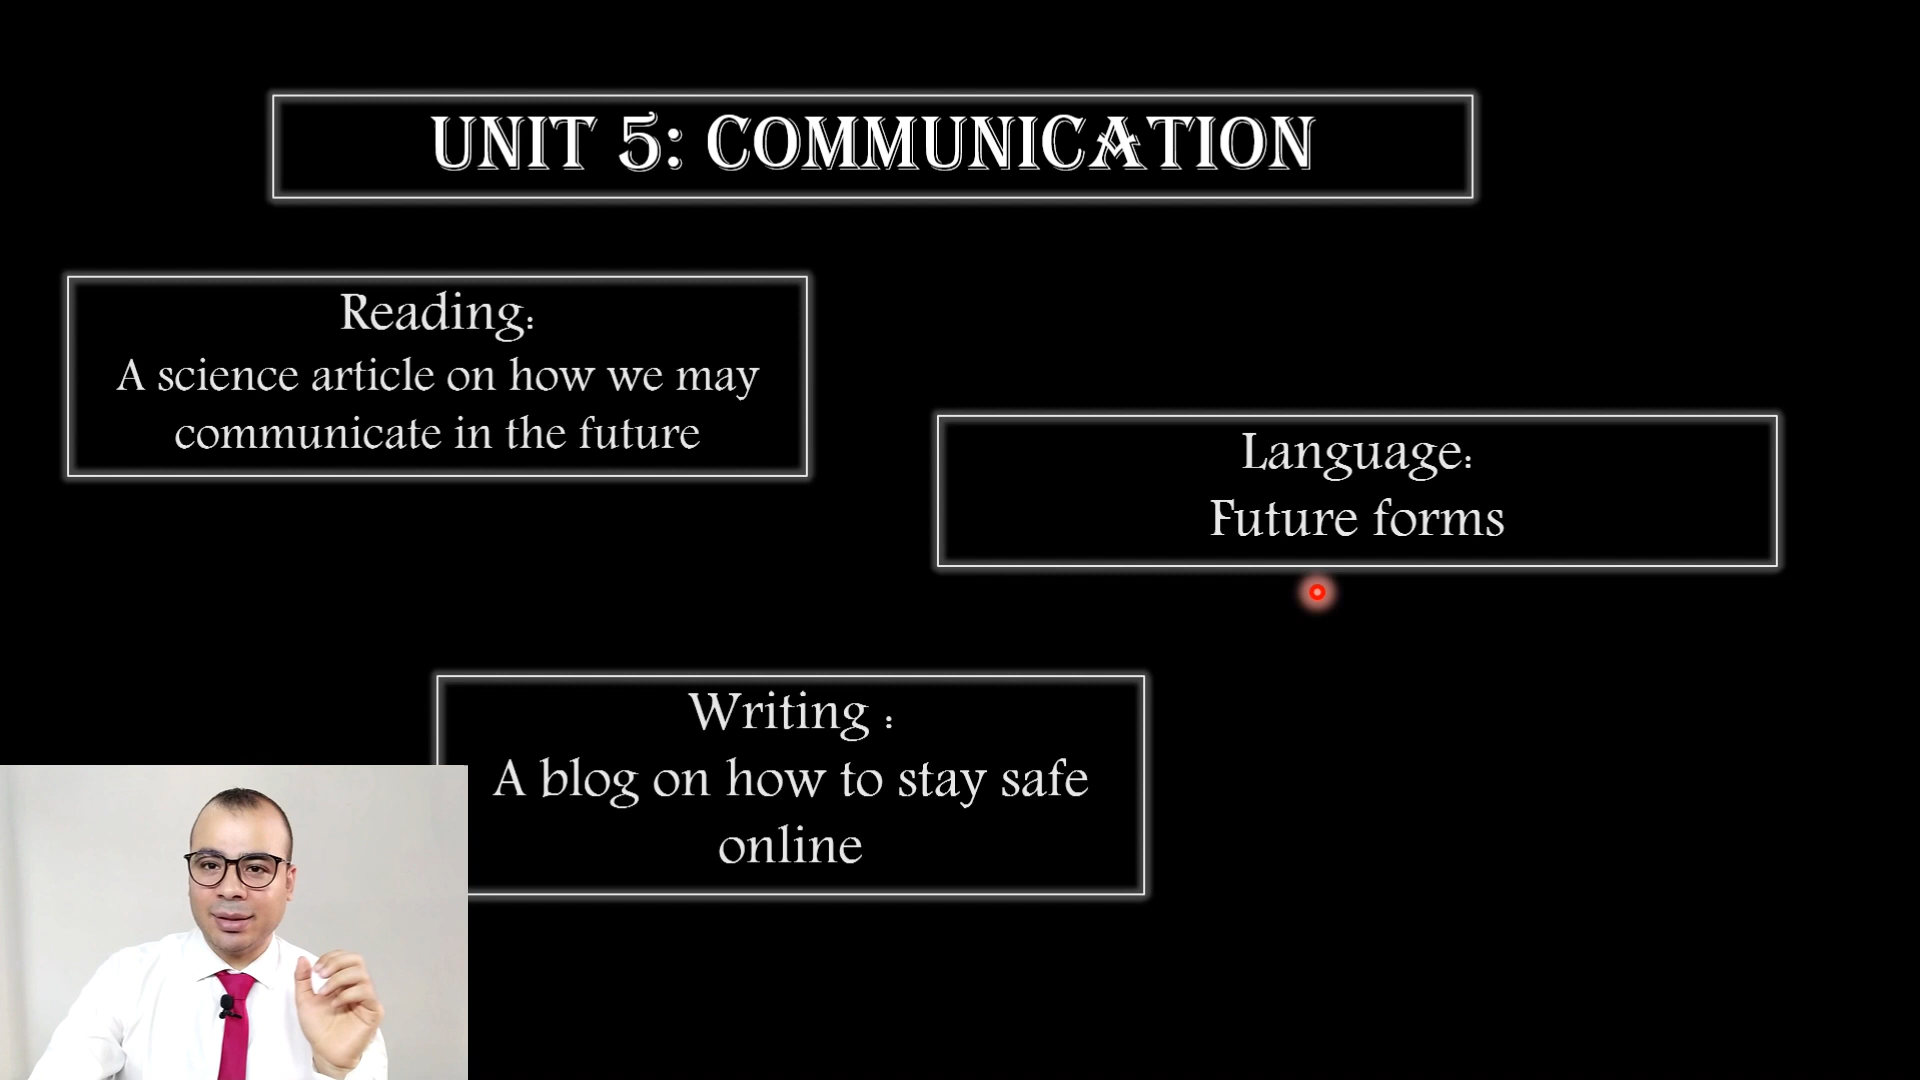 UNIT 5: COMMUNICATION
Reading:
A science article on how we may
communicate in the future
Language:
Future forms
Writing :
A blog on how to stay safe
online